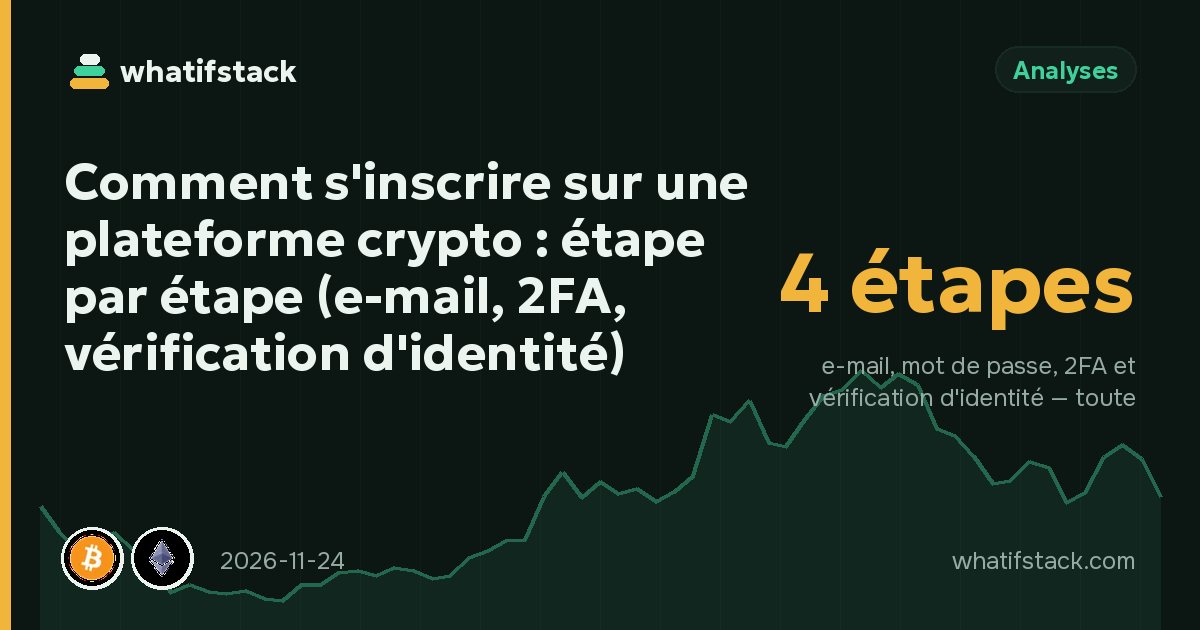 whatifstack
Analyses
Comment s'inscrire sur une
plateforme crypto : étape
par étape (e-mail, 2FA,
vérification d'identité)
4 étapes
e-mail, mot de passe, 2FA et
vérification d'identité — toute
2026-11-24
whatifstack.com